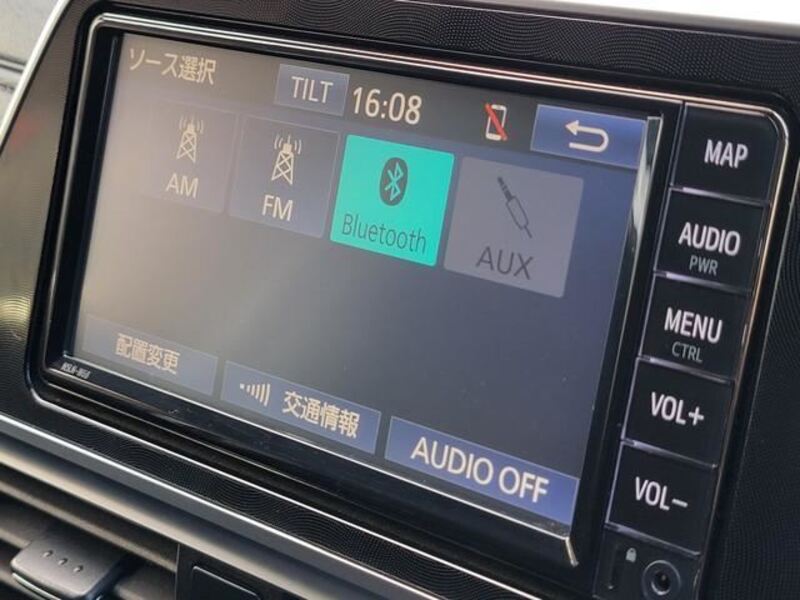 ソース選択
TILT
16:08
AM
FM
Bluetooth
AUX
配置変更
交通情報
AUDIO OFF
MAP
AUDIO
PWR
MENU
CTRL
VOL+
VOL−